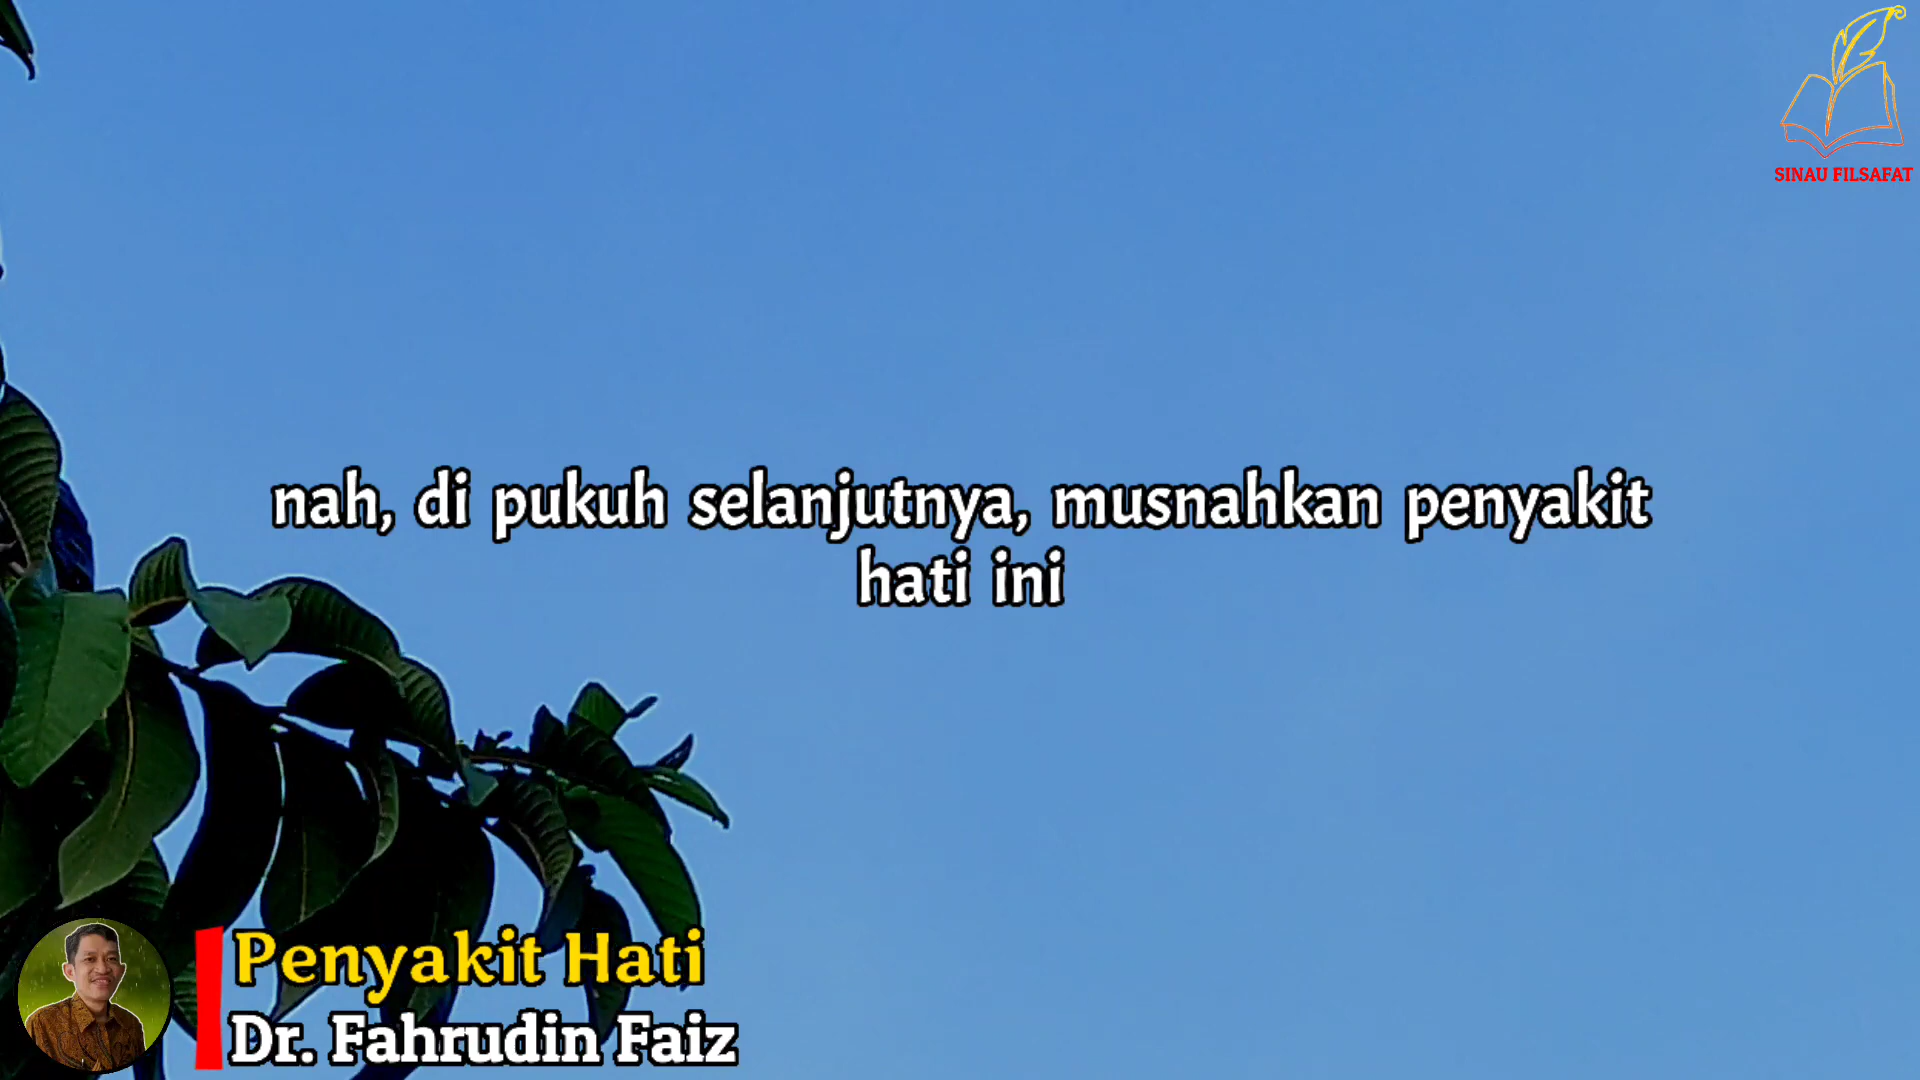 SINAU FILSAFAT
nah, di pukuh selanjutnya, musnahkan penyakit
hati ini
Penyakit Hati
Dr. Fahrudin Faiz